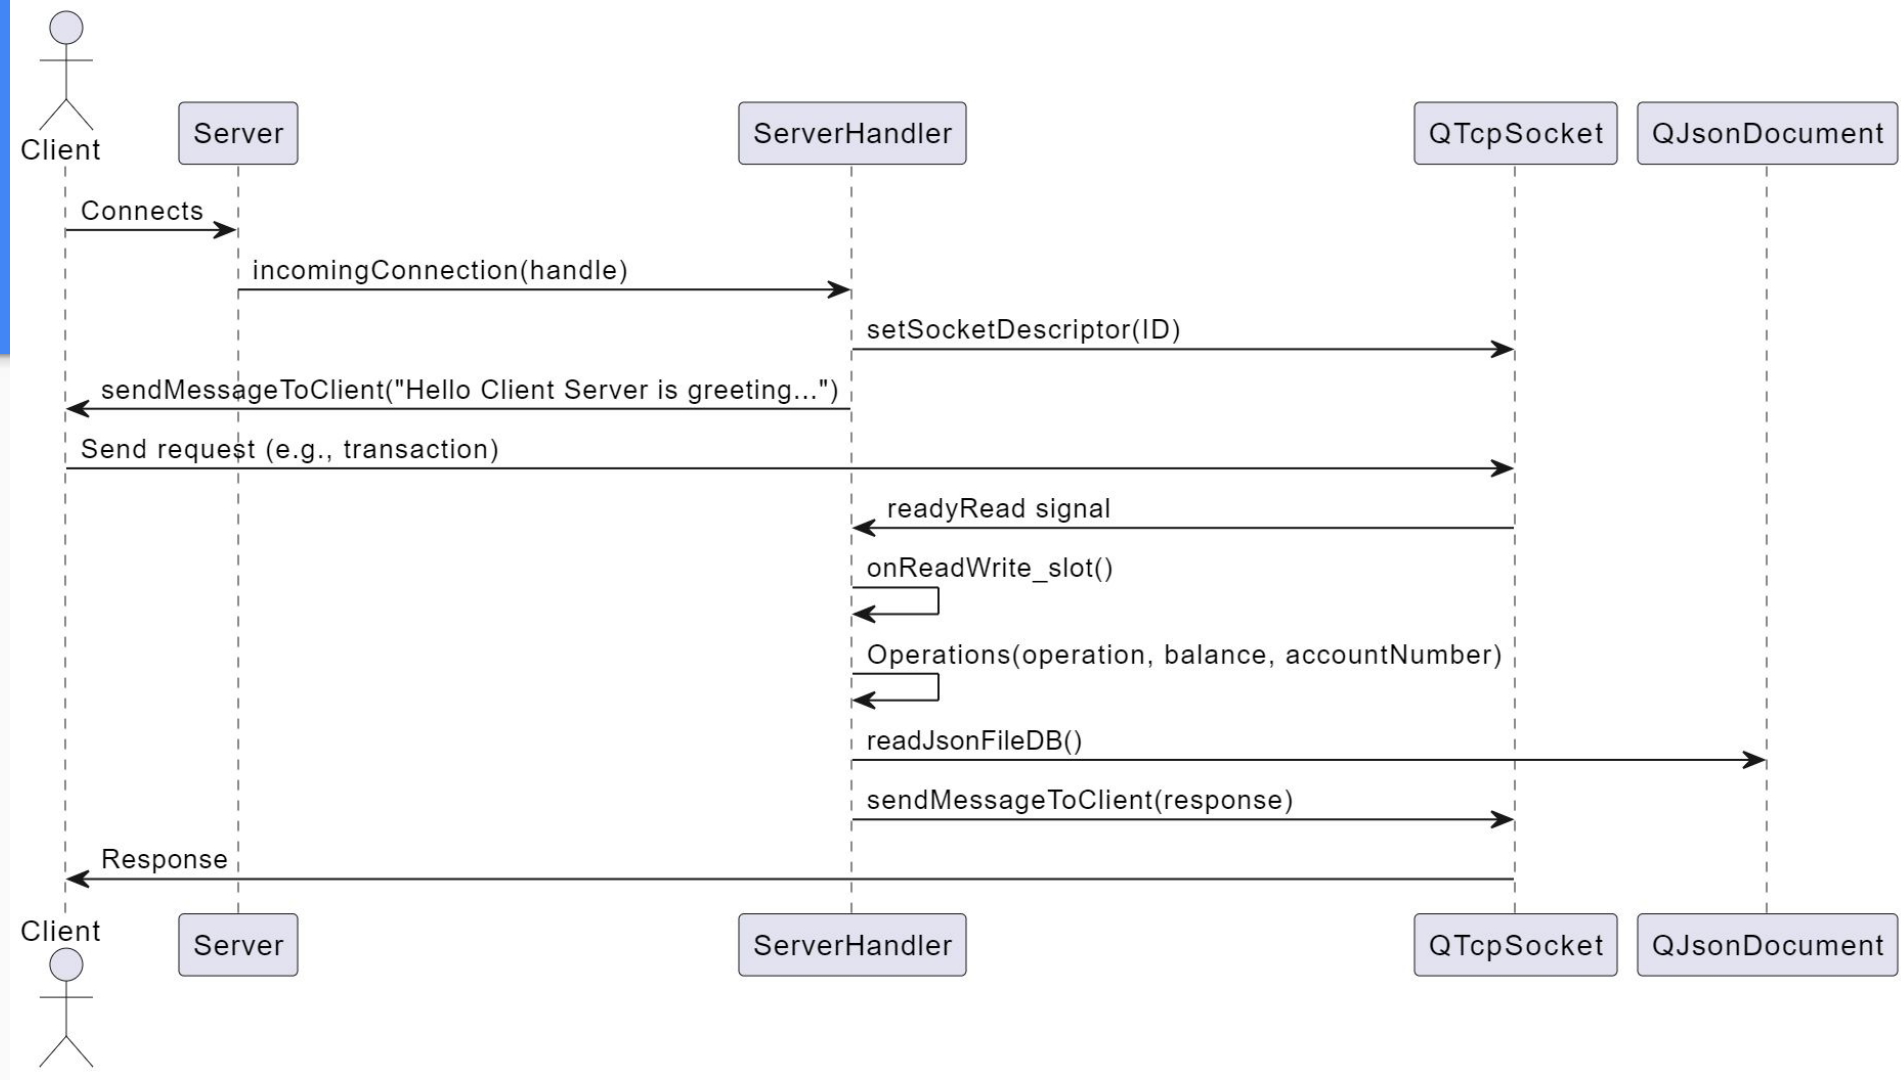 Client
Server
ServerHandler
QTcpSocket
QJsonDocument
Connects
incomingConnection(handle)
setSocketDescriptor(ID)
sendMessageToClient("Hello Client Server is greeting...")
Send request (e.g., transaction)
readyRead signal
onReadWrite_slot()
Operations(operation, balance, accountNumber)
readJsonFileDB()
sendMessageToClient(response)
Response
Client
Server
ServerHandler
QTcpSocket
QJsonDocument